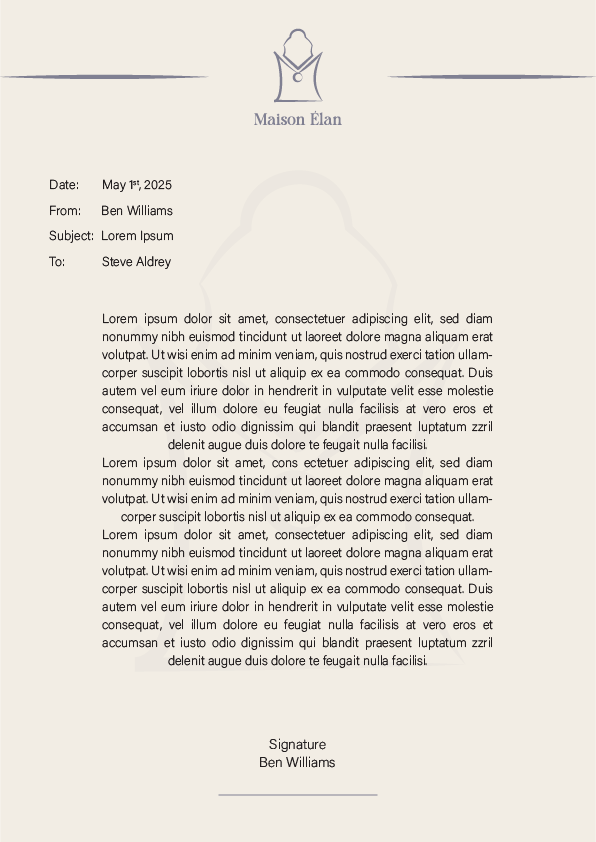 Maison Élan
Date: May 1st, 2025
From: Ben Williams
Subject: Lorem Ipsum
To: Steve Aldrey
Lorem ipsum dolor sit amet, consectetuer adipiscing elit, sed diam
nonummy nibh euismod tincidunt ut laoreet dolore magna aliquam erat
volutpat. Ut wisi enim ad minim veniam, quis nostrud exerci tation ullam-
corper suscipit lobortis nisl ut aliquip ex ea commodo consequat. Duis
autem vel eum iriure dolor in hendrerit in vulputate velit esse molestie
consequat, vel illum dolore eu feugiat nulla facilisis at vero eros et
accumsan et iusto odio dignissim qui blandit praesent luptatum zzril
delenit augue duis dolore te feugait nulla facilisi.
Lorem ipsum dolor sit amet, cons ectetuer adipiscing elit, sed diam
nonummy nibh euismod tincidunt ut laoreet dolore magna aliquam erat
volutpat. Ut wisi enim ad minim veniam, quis nostrud exerci tation ullam-
corper suscipit lobortis nisl ut aliquip ex ea commodo consequat.
Lorem ipsum dolor sit amet, consectetuer adipiscing elit, sed diam
nonummy nibh euismod tincidunt ut laoreet dolore magna aliquam erat
volutpat. Ut wisi enim ad minim veniam, quis nostrud exerci tation ullam-
corper suscipit lobortis nisl ut aliquip ex ea commodo consequat. Duis
autem vel eum iriure dolor in hendrerit in vulputate velit esse molestie
consequat, vel illum dolore eu feugiat nulla facilisis at vero eros et
accumsan et iusto odio dignissim qui blandit praesent luptatum zzril
delenit augue duis dolore te feugait nulla facilisi.
Signature
Ben Williams